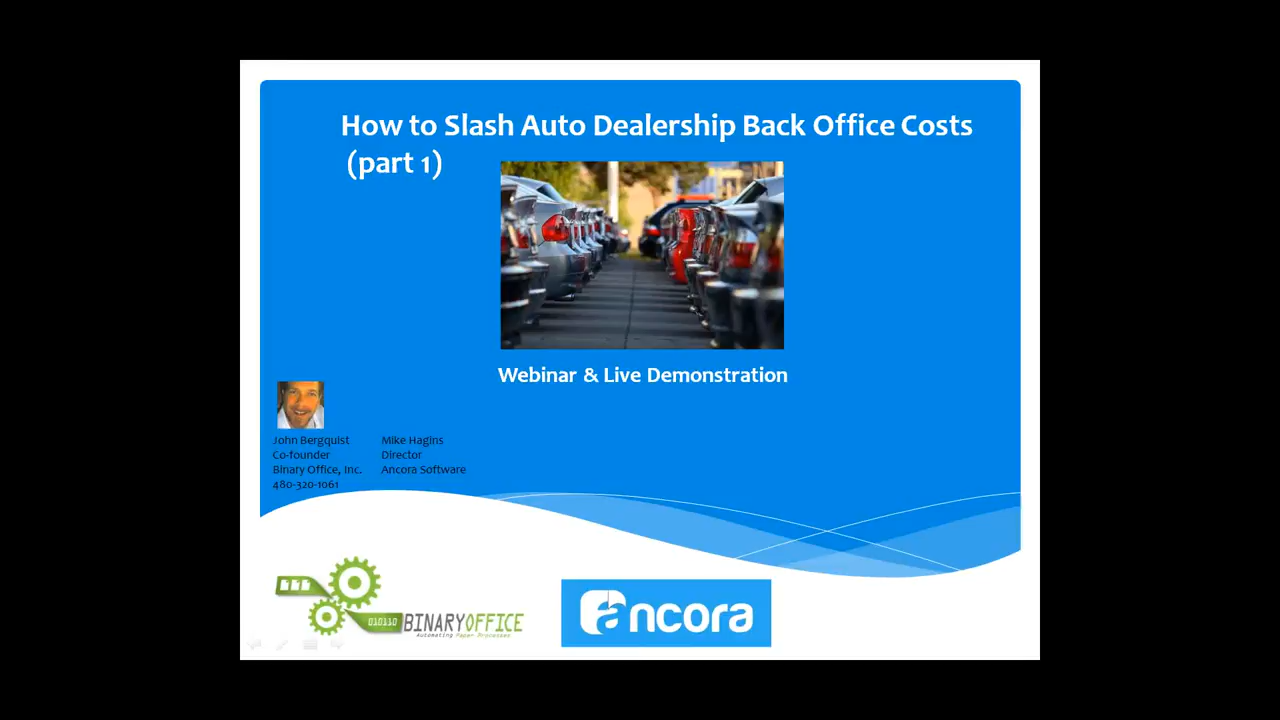 How to Slash Auto Dealership Back Office Costs
(part 1)
Webinar & Live Demonstration
John Bergquist
Co-founder
Binary Office, Inc.
480-320-1061
Mike Hagins
Director
Ancora Software
010110 BINARYOFFICE
Automating Paper Processes
ancora